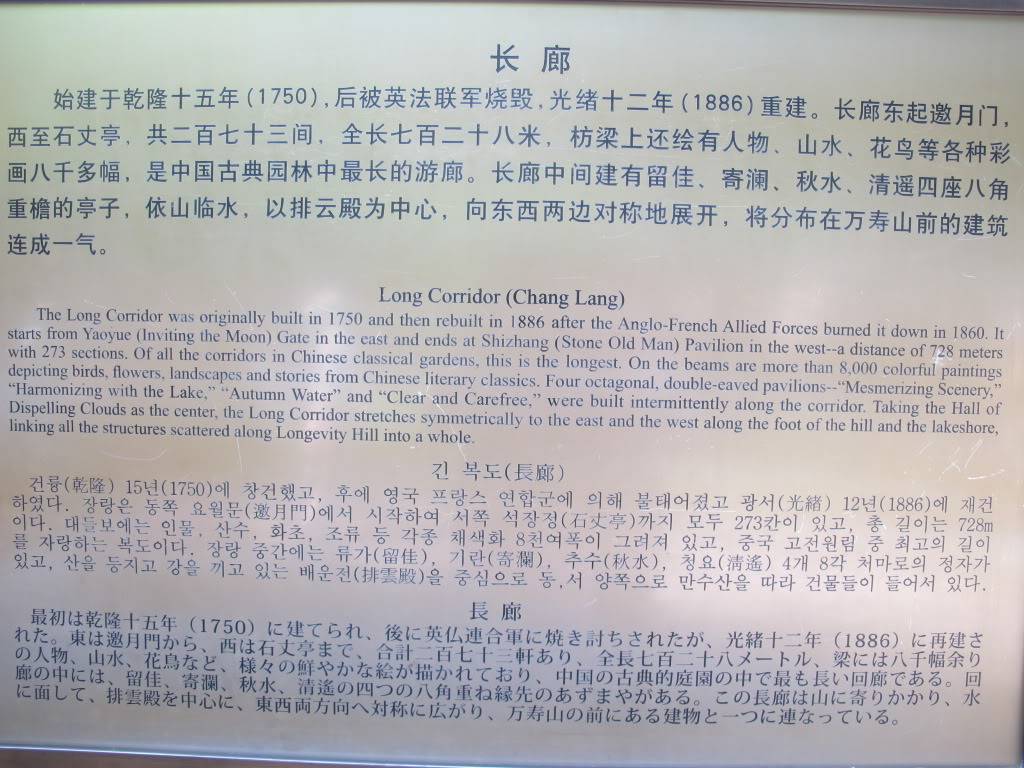 长 廊
始建于乾隆十五年(1750),后被英法联军烧毁,光绪十二年(1886)重建。长廊东起邀月门,
西至石丈亭，共二百七十三间，全长七百二十八米，枋梁上还绘有人物、山水、花鸟等各种彩
画八千多幅，是中国古典园林中最长的游廊。长廊中间建有留佳、寄澜、秋水、清遥四座八角
重檐的亭子，依山临水，以排云殿为中心，向东西两边对称地展开，将分布在万寿山前的建筑
连成一气。
Long Corridor (Chang Lang)
The Long Corridor was originally built in 1750 and then rebuilt in 1886 after the Anglo-French Allied Forces burned it down in 1860. It
starts from Yaoyue (Inviting the Moon) Gate in the east and ends at Shizhang (Stone Old Man) Pavilion in the west--a distance of 728 meters
with 273 sections. Of all the corridors in Chinese classical gardens, this is the longest. On the beams are more than 8,000 colorful paintings
depicting birds, flowers, landscapes and stories from Chinese literary classics. Four octagonal, double-eaved pavilions--“Mesmerizing Scenery,”
“Harmonizing with the Lake,” “Autumn Water” and “Clear and Carefree,” were built intermittently along the corridor. Taking the Hall of
Dispelling Clouds as the center, the Long Corridor stretches symmetrically to the east and the west along the foot of the hill and the lakeshore,
linking all the structures scattered along Longevity Hill into a whole.
긴 복도(長廊)
건륭(乾隆) 15년(1750)에 창건했고, 후에 영국 프랑스 연합군에 의해 불태어졌고 광서(光緖) 12년(1886)에 재건
하였다. 장랑은 동쪽 요월문(邀月門)에서 시작하여 서쪽 석장정(石丈亭)까지 모두 273칸이 있고, 총 길이는 728m
이다. 대들보에는 인물, 산수, 화초, 조류 등 각종 채색화 8천여폭이 그려져 있고, 중국 고전원림 중 최고의 길이
를 자랑하는 복도이다. 장랑 중간에는 류가(留佳), 기란(寄瀾), 추수(秋水), 청요(淸遙) 4개 8각 처마로의 정자가
있고, 산을 등지고 강을 끼고 있는 배운전(排雲殿)을 중심으로 동,서 양쪽으로 만수산을 따라 건물들이 들어서 있다.
長 廊
最初は乾隆十五年（1750）に建てられ、後に英仏連合軍に焼き討ちされたが、光緒十二年（1886）に再建さ
れた。東は邀月門から、西は石丈亭まで、合計二百七十三軒あり、全長七百二十八メートル、梁には八千幅余り
の人物、山水、花鳥など、様々の鮮やかな絵が描かれており、中国の古典的庭園の中で最も長い回廊である。回
廊の中には、留佳、寄瀾、秋水、清遙の四つの八角重ね縁先のあずまやがある。この長廊は山に寄りかかり、水
に面して、排雲殿を中心に、東西両方向へ対称に広がり、万寿山の前にある建物と一つに連なっている。